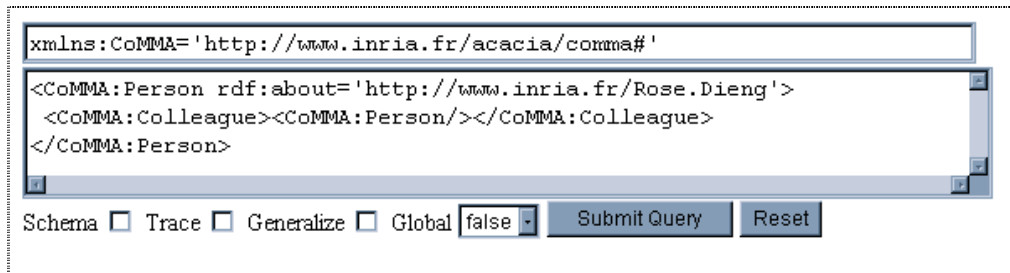 xmlns:CoMMA='http://www.inria.fr/acacia/comma#'
<CoMMA:Person rdf:about='http://www.inria.fr/Rose.Dieng'>
<CoMMA:Colleague><CoMMA:Person/></CoMMA:Colleague>
</CoMMA:Person>
Schema Trace Generalize Global false Submit Query Reset